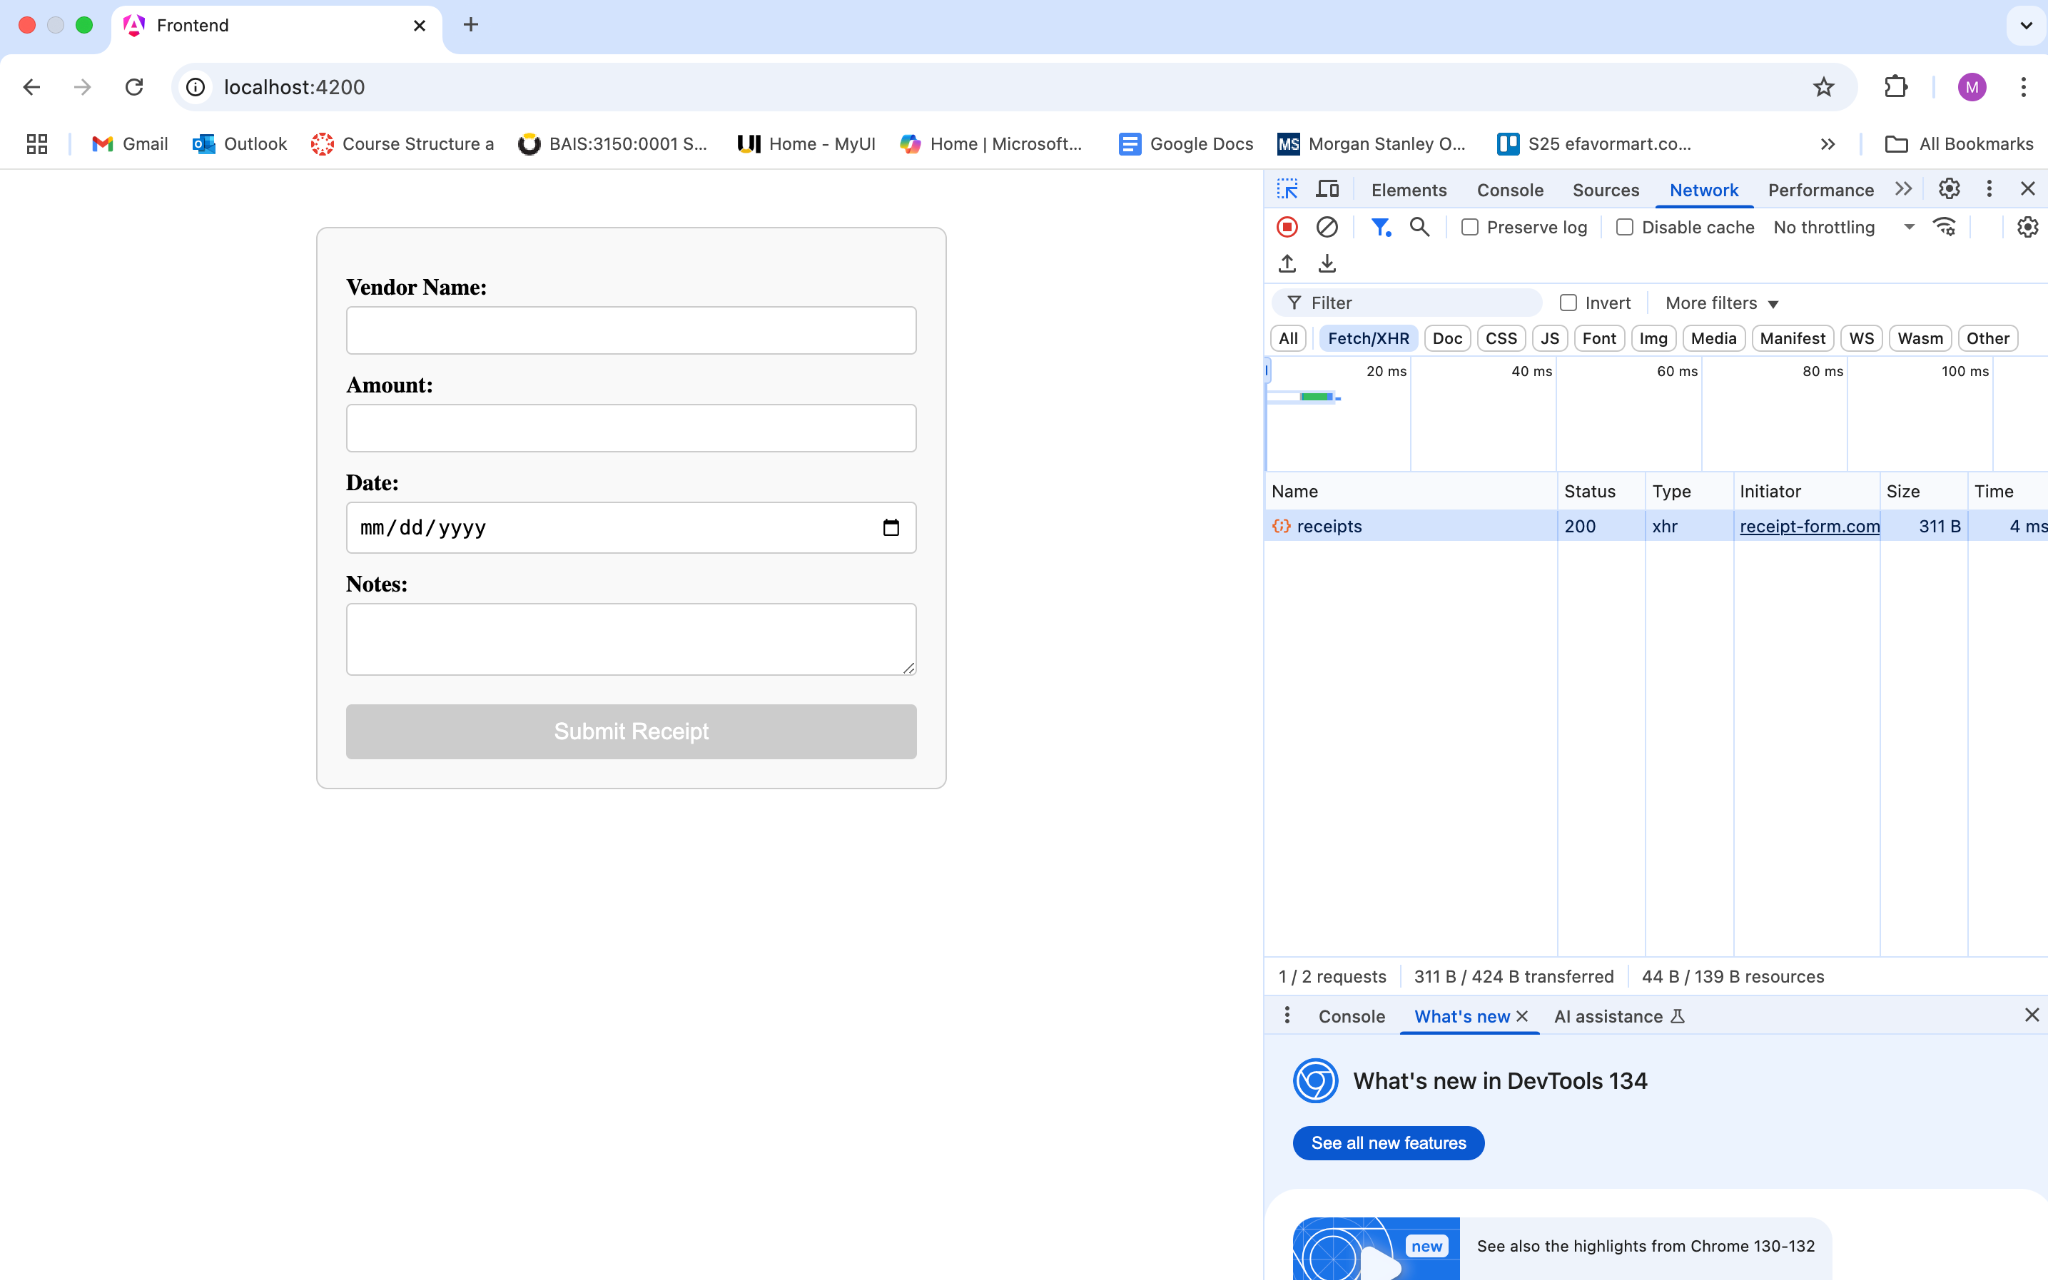 Frontend
localhost:4200
M
Gmail Outlook Course Structure a BAIS:3150:0001 S... Home - MyUI Home | Microsoft... Google Docs MS Morgan Stanley O... S25 efavormart.co... All Bookmarks
Vendor Name:
Amount:
Date:
mm/dd/yyyy
Notes:
Submit Receipt
Elements Console Sources Network Performance
Preserve log Disable cache No throttling
Filter Invert More filters
All Fetch/XHR Doc CSS JS Font Img Media Manifest WS Wasm Other
20 ms 40 ms 60 ms 80 ms 100 ms
Name Status Type Initiator Size Time
receipts 200 xhr receipt-form.com 311 B 4 ms
1 / 2 requests 311 B / 424 B transferred 44 B / 139 B resources
Console What's new AI assistance
What's new in DevTools 134
See all new features
new
See also the highlights from Chrome 130-132